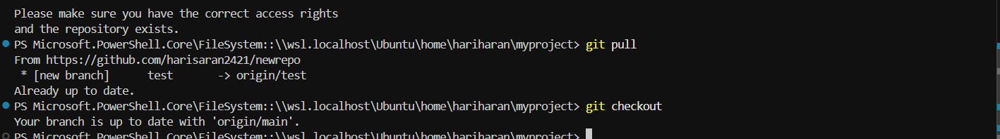 Please make sure you have the correct access rights
and the repository exists.
PS Microsoft.PowerShell.Core\FileSystem::\\wsl.localhost\Ubuntu\home\hariharan\myproject> git pull
From https://github.com/harisaran2421/newrepo
 * [new branch]      test       -> origin/test
Already up to date.
PS Microsoft.PowerShell.Core\FileSystem::\\wsl.localhost\Ubuntu\home\hariharan\myproject> git checkout
Your branch is up to date with 'origin/main'.
PS Microsoft.PowerShell.Core\FileSystem::\\wsl.localhost\Ubuntu\home\hariharan\myproject>